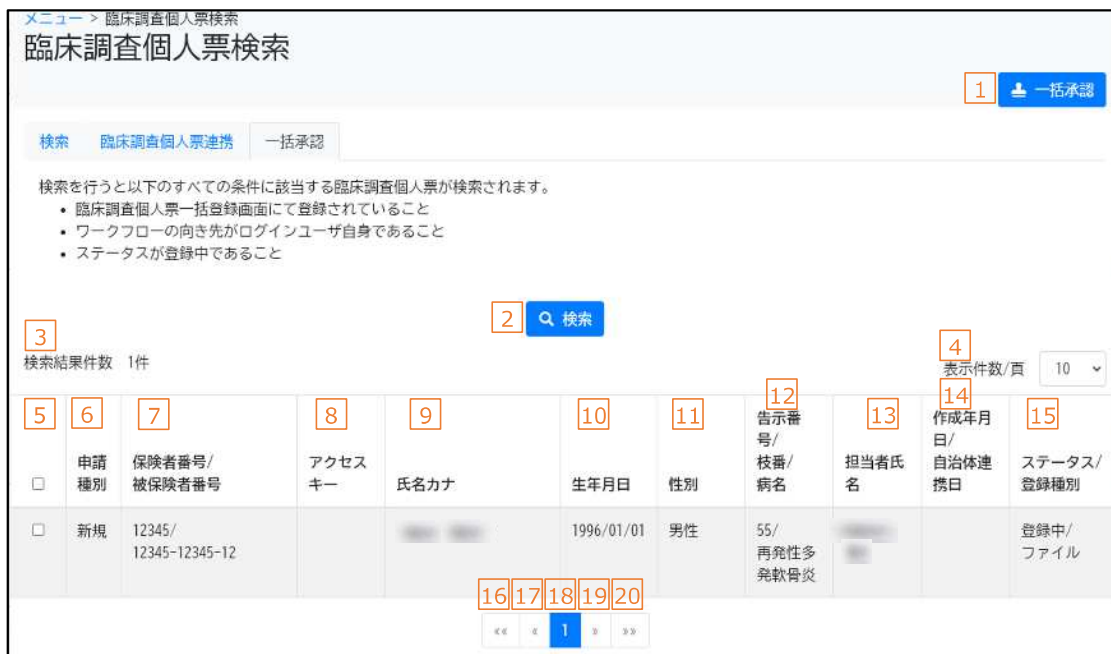 メニュー > 臨床調査個人票検索
臨床調査個人票検索
1 一括承認
検索 臨床調査個人票連携 一括承認
検索を行うと以下のすべての条件に該当する臨床調査個人票が検索されます。
• 臨床調査個人票一括登録画面にて登録されていること
• ワークフローの向き先がログインユーザ自身であること
• ステータスが登録中であること
2 検索
3
検索結果件数 1件
4
表示件数/頁 10
5 6 7 8 9 10 11 12 13 14 15
申請
種別
保険者番号/
被保険者番号
アクセス
キー
氏名カナ
生年月日
性別
告示番
号/
枝番/
病名
担当者氏
名
作成年月
日/
自治体連
携日
ステータス/
登録種別
新規
12345/
12345-12345-12
1996/01/01
男性
55/
再発性多
発軟骨炎
登録中/
ファイル
16 17 18 19 20
«« « 1 » »»